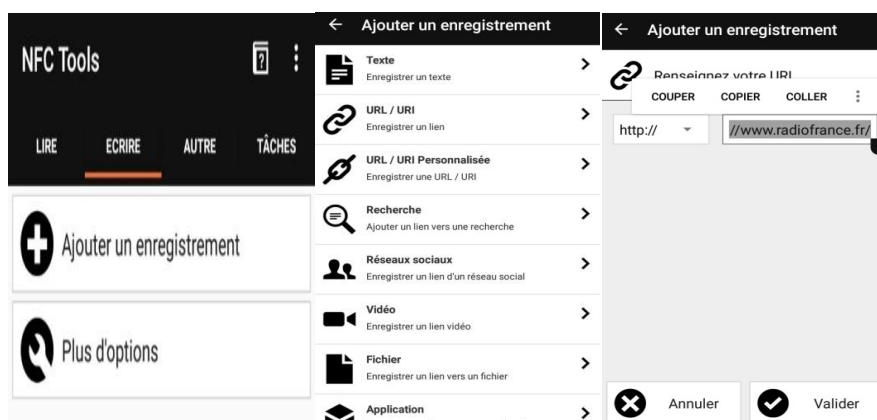 NFC Tools
LIRE ECRIRE AUTRE TÂCHES
Ajouter un enregistrement
Plus d'options
Ajouter un enregistrement
Texte
Enregistrer un texte
URL / URI
Enregistrer un lien
URL / URI Personnalisée
Enregistrer une URL / URI
Recherche
Ajouter un lien vers une recherche
Réseaux sociaux
Enregistrer un lien d'un réseau social
Vidéo
Enregistrer un lien vidéo
Fichier
Enregistrer un lien vers un fichier
Application
Ajouter un enregistrement
Renseignez votre URL
COUPER COPIER COLLER
http:// //www.radiofrance.fr/
Annuler Valider